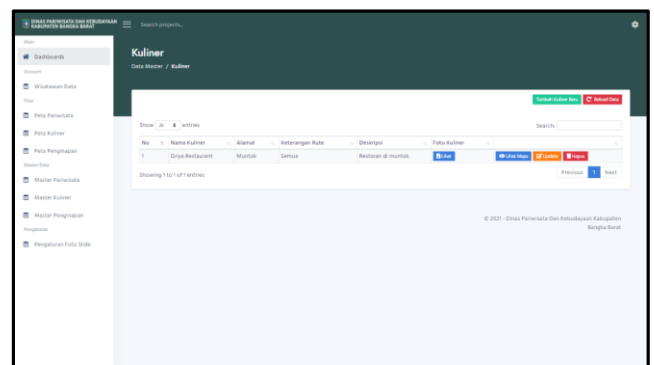 DINAS PARIWISATA DAN KEBUDAYAAN
KABUPATEN BANGKA BARAT
Search projects..
Main
Dashboards
Account
Wisatawan Data
Fitur
Peta Pariwisata
Peta Kuliner
Peta Penginapan
Master Data
Master Pariwisata
Master Kuliner
Master Penginapan
Pengaturan
Pengaturan Foto Slide
Kuliner
Data Master / Kuliner
Tambah Kuliner Baru Reload Data
Show entries
Search:
No Nama Kuliner Alamat Keterangan Rute Deskripsi Foto Kuliner
1 Griya Restaurant Muntok Semua Restoran di muntok Lihat Lihat Maps Update Hapus
Showing 1 to 1 of 1 entries
Previous 1 Next
© 2021 - Dinas Pariwisata Dan Kebudayaan Kabupaten
Bangka Barat